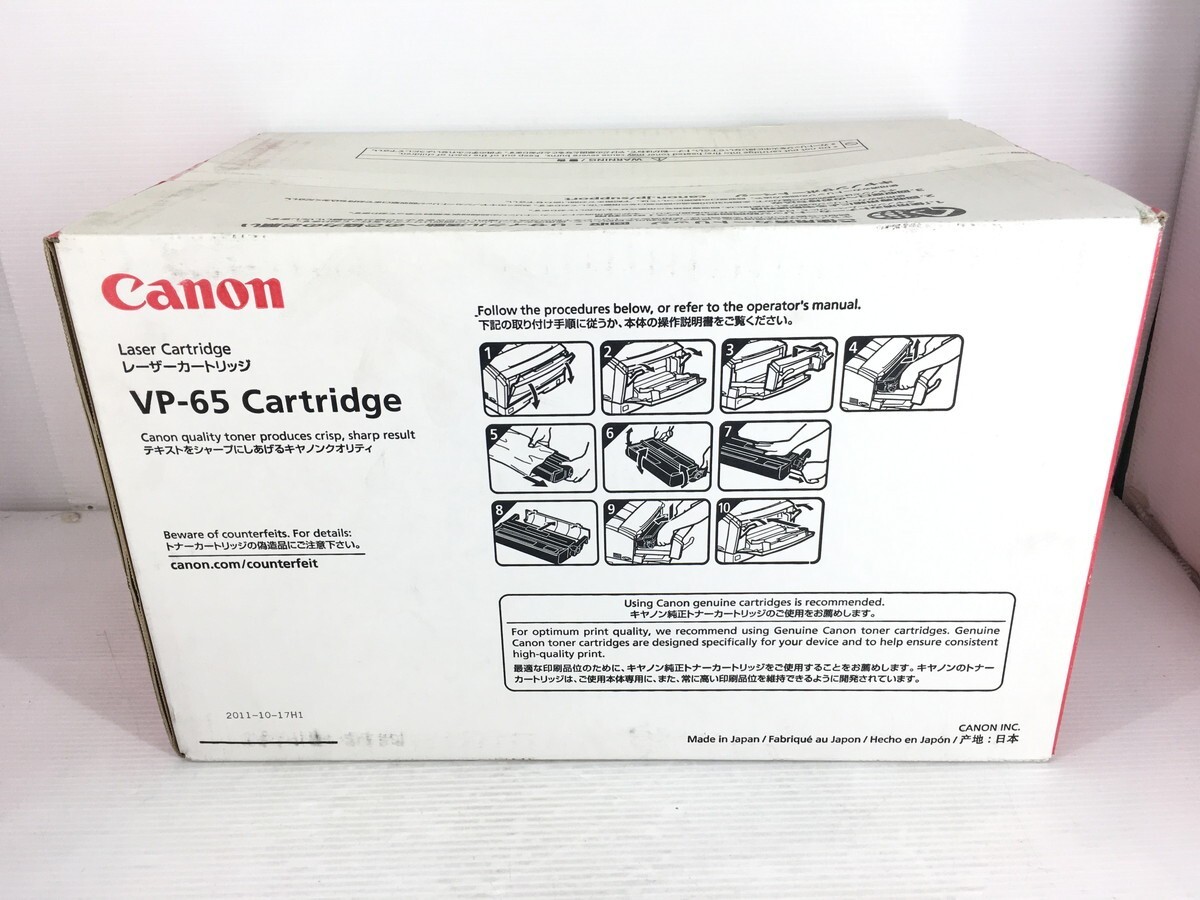 WARNING / 警告
Canon Support
Canon
Laser Cartridge
レーザーカートリッジ
VP-65 Cartridge
Canon quality toner produces crisp, sharp result
テキストをシャープにしあげるキヤノンクオリティ
Beware of counterfeits. For details:
トナーカートリッジの偽造品にご注意下さい。
canon.com/counterfeit
2011-10-17H1
Follow the procedures below, or refer to the operator's manual.
下記の取り付け手順に従うか、本体の操作説明書をご覧ください。
1 2 3 4
5 6 7
8 9 10
Using Canon genuine cartridges is recommended.
キヤノン純正トナーカートリッジのご使用をお薦めします。
For optimum print quality, we recommend using Genuine Canon toner cartridges. Genuine
Canon toner cartridges are designed specifically for your device and to help ensure consistent
high-quality print.
最適な印刷品位のために、キヤノン純正トナーカートリッジをご使用することをお薦めします。キヤノンのトナー
カートリッジは、ご使用本体専用に、また、常に高い印刷品位を維持できるように開発されています。
CANON INC.
Made in Japan / Fabriqué au Japon / Hecho en Japón / 产地：日本